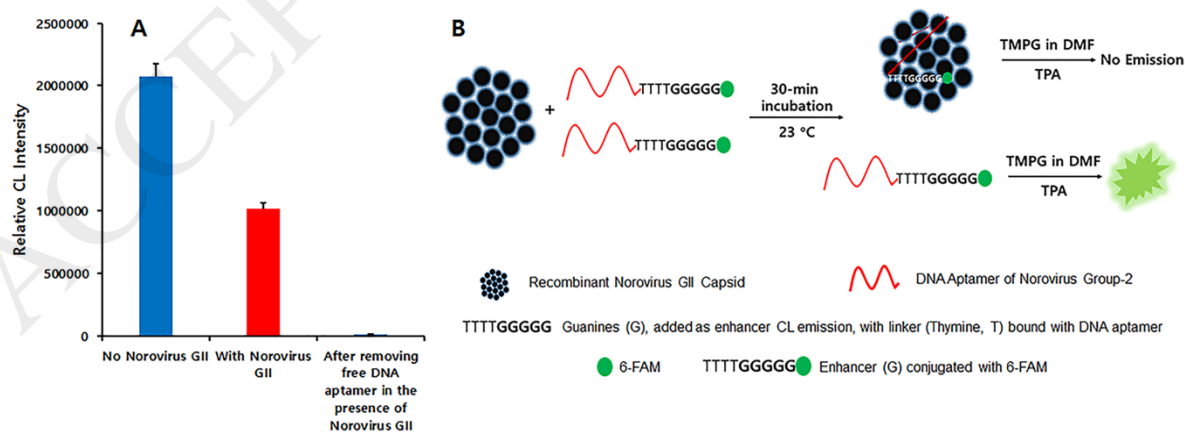 A
2500000
2000000
1500000
1000000
500000
0
Relative CL Intensity
No Norovirus GII
With Norovirus
GII
After removing
free DNA
aptamer in the
presence of
Norovirus GII
B
+
TTTTGGGGG
TTTTGGGGG
30-min
incubation
23 °C
TTTTGGGGG
TMPG in DMF
TPA
No Emission
TTTTGGGGG
TMPG in DMF
TPA
Recombinant Norovirus GII Capsid
DNA Aptamer of Norovirus Group-2
TTTTGGGGG Guanines (G), added as enhancer CL emission, with linker (Thymine, T) bound with DNA aptamer
6-FAM
TTTTGGGGG Enhancer (G) conjugated with 6-FAM
ACCEP